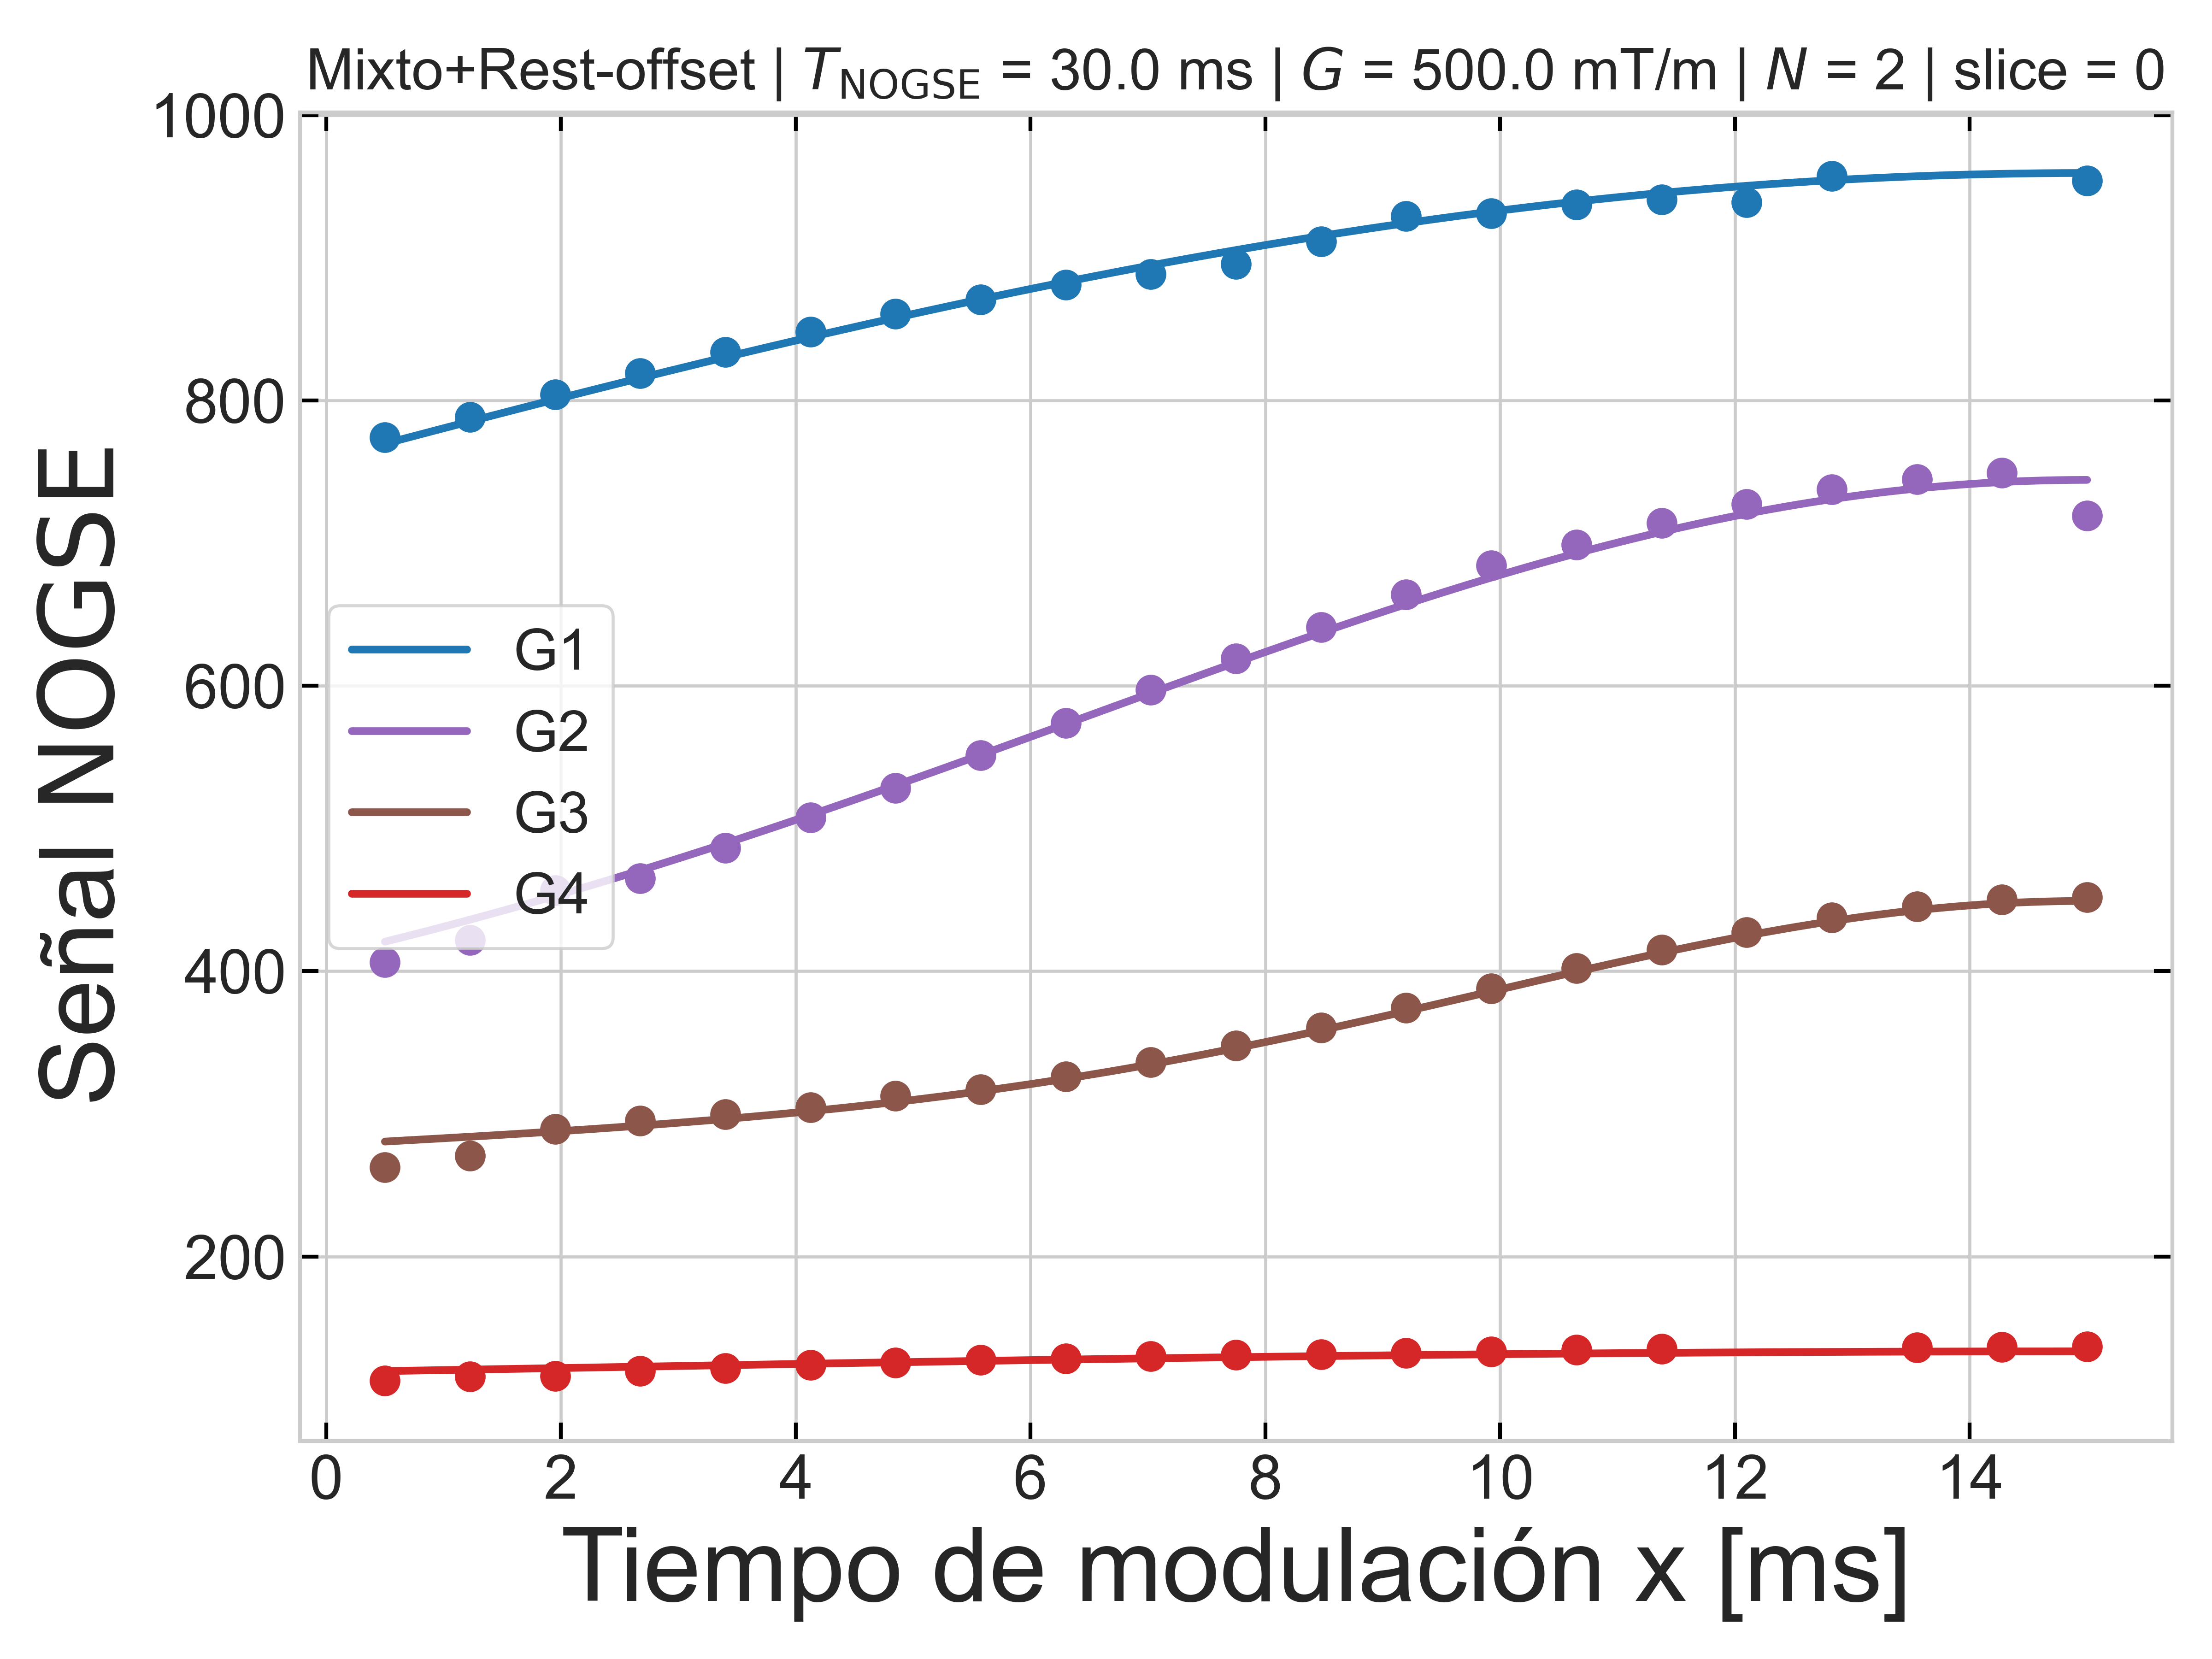 Mixto+Rest-offset | T_NOGSE = 30.0 ms | G = 500.0 mT/m | N = 2 | slice = 0
1000
800
600
400
200
Señal NOGSE
G1
G2
G3
G4
0 2 4 6 8 10 12 14
Tiempo de modulación x [ms]